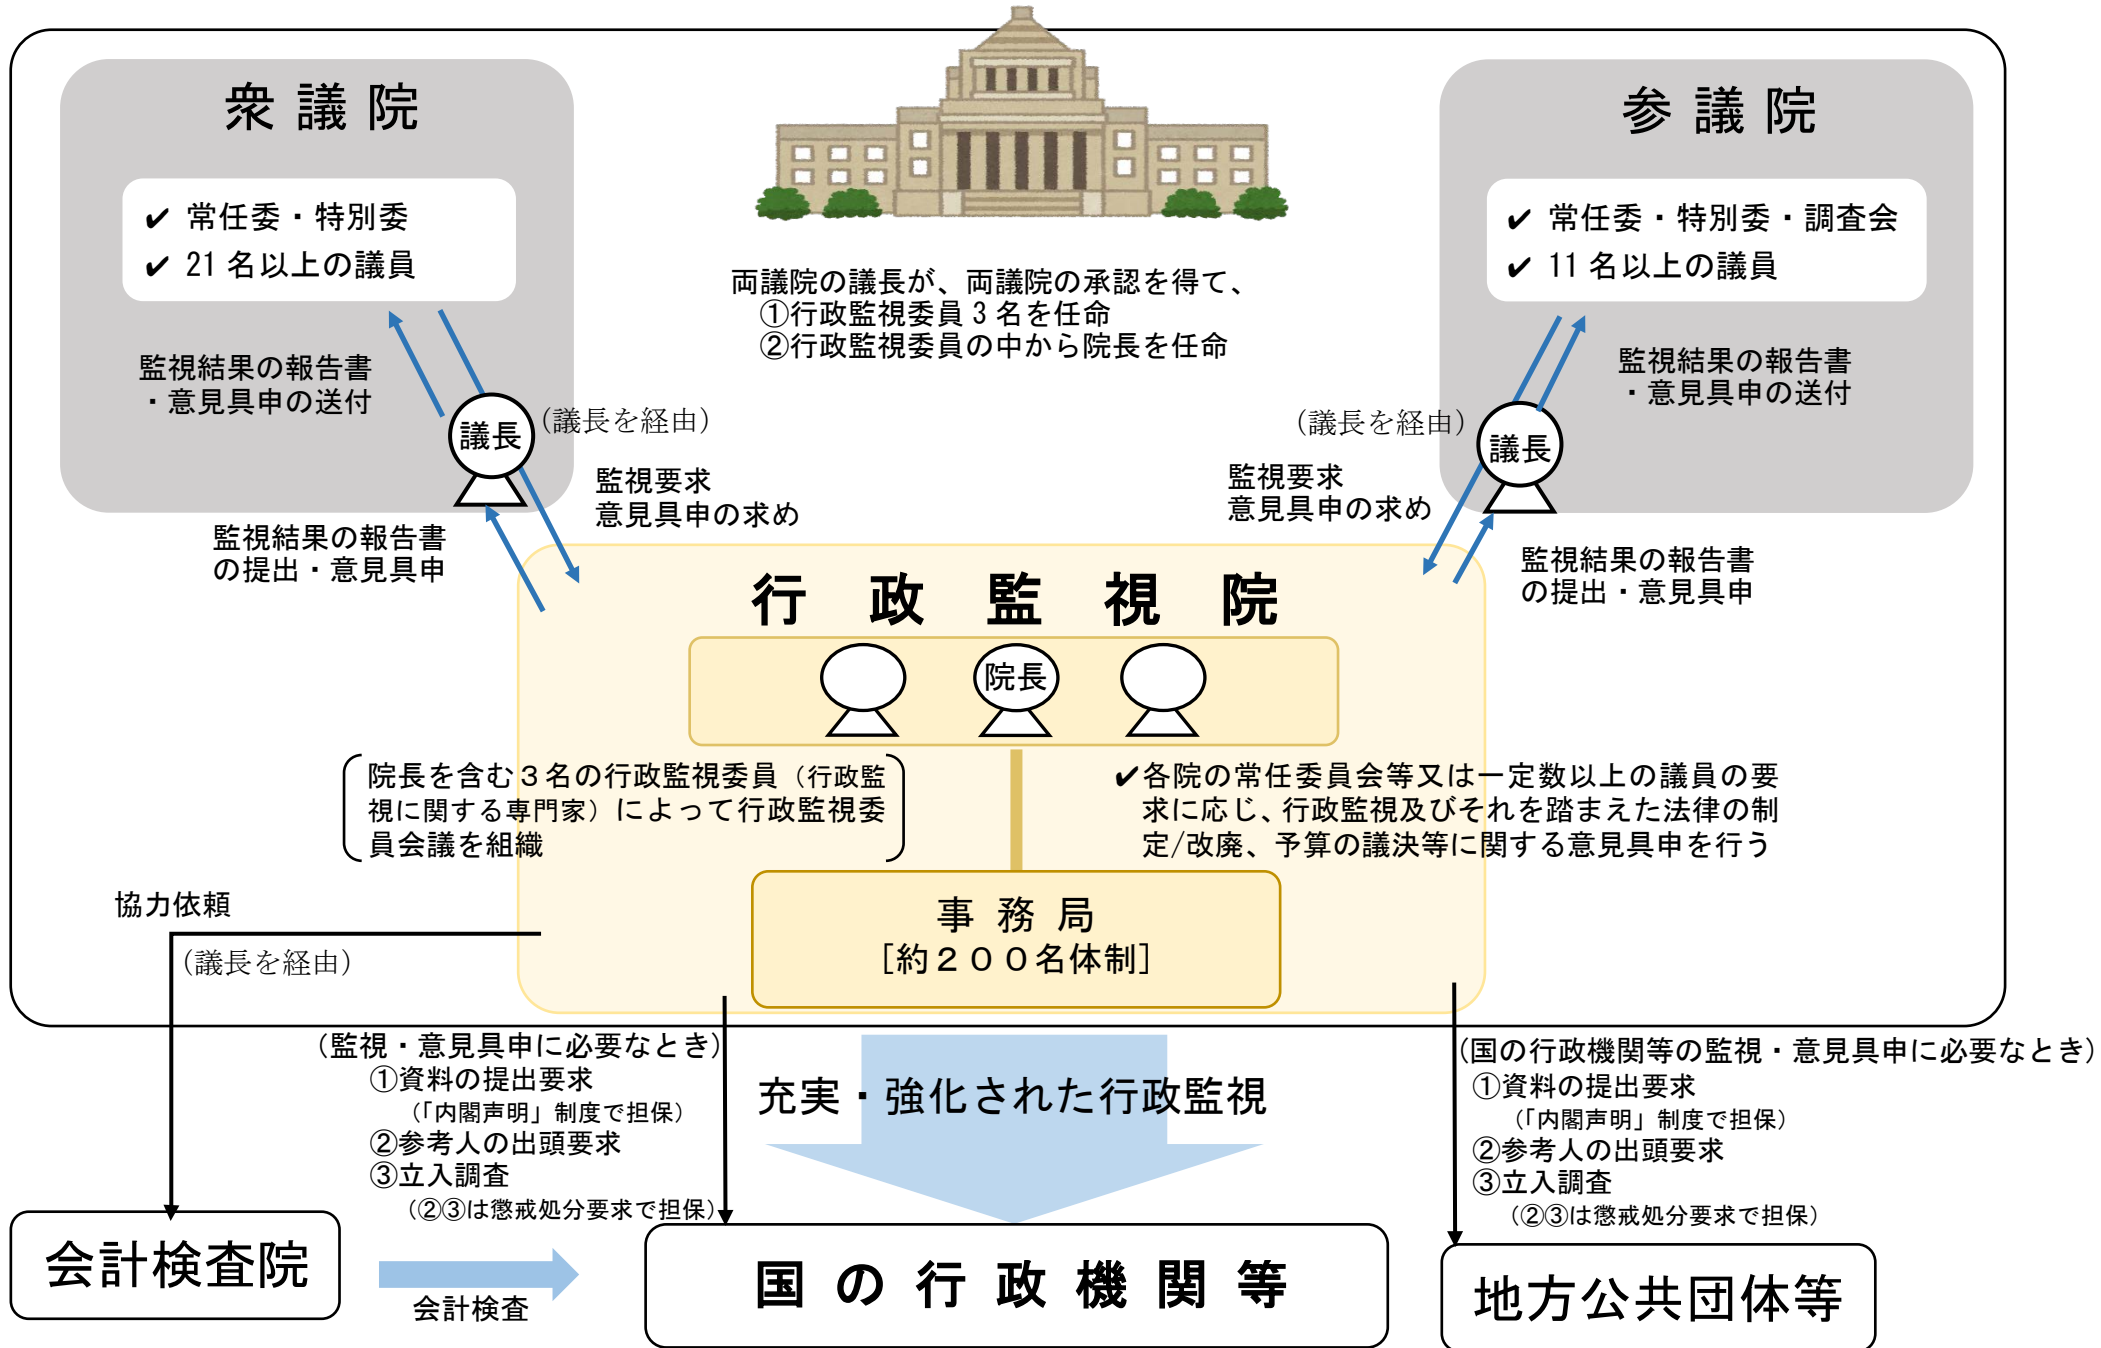 衆議院
✔ 常任委・特別委
✔ 21名以上の議員
監視結果の報告書
・意見具申の送付
議長
(議長を経由)
監視要求
意見具申の求め
監視結果の報告書
の提出・意見具申
両議院の議長が、両議院の承認を得て、
①行政監視委員3名を任命
②行政監視委員の中から院長を任命
参議院
✔ 常任委・特別委・調査会
✔ 11名以上の議員
監視結果の報告書
・意見具申の送付
(議長を経由)
議長
監視要求
意見具申の求め
監視結果の報告書
の提出・意見具申
行政監視院
院長
院長を含む3名の行政監視委員(行政監
視に関する専門家)によって行政監視委
員会議を組織
✔各院の常任委員会等又は一定数以上の議員の要
求に応じ、行政監視及びそれを踏まえた法律の制
定/改廃、予算の議決等に関する意見具申を行う
事務局
[約200名体制]
協力依頼
(議長を経由)
(監視・意見具申に必要なとき)
①資料の提出要求
(「内閣声明」制度で担保)
②参考人の出頭要求
③立入調査
(②③は懲戒処分要求で担保)
充実・強化された行政監視
(国の行政機関等の監視・意見具申に必要なとき)
①資料の提出要求
(「内閣声明」制度で担保)
②参考人の出頭要求
③立入調査
(②③は懲戒処分要求で担保)
会計検査院
会計検査
国の行政機関等
地方公共団体等